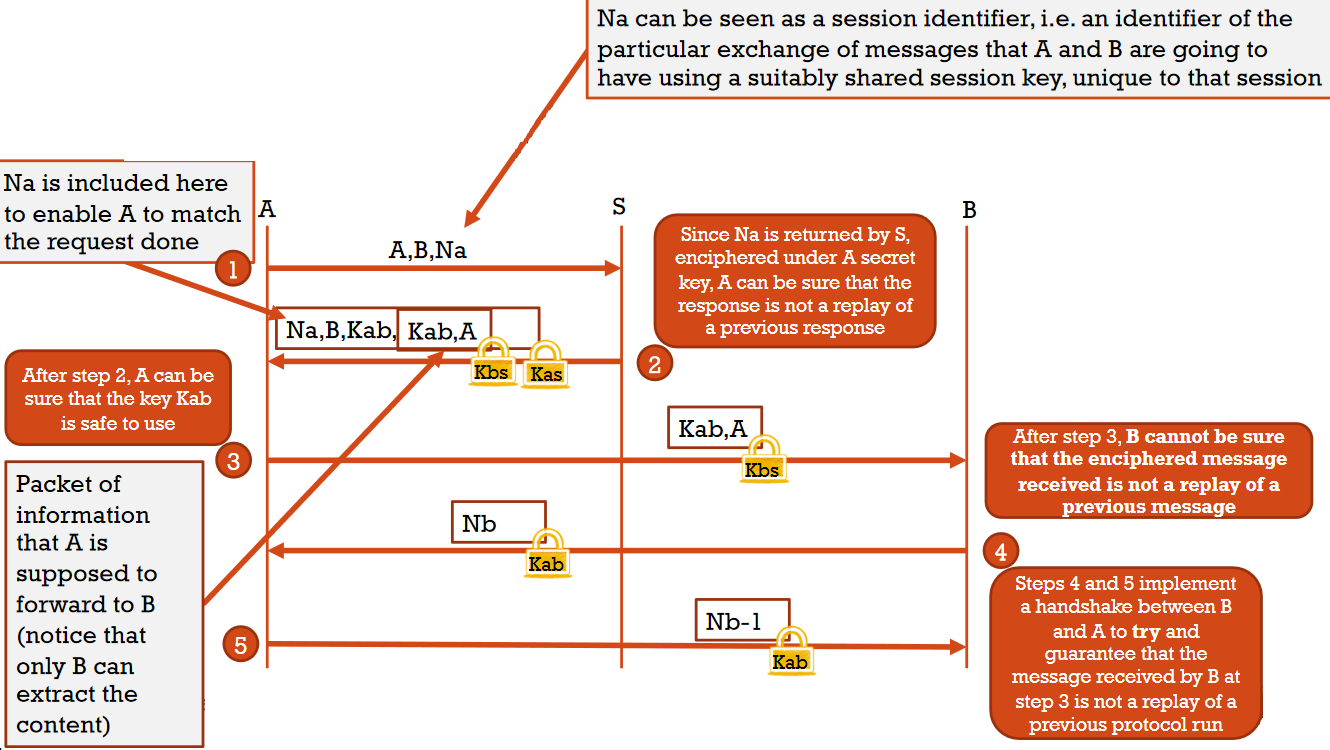 Na can be seen as a session identifier, i.e. an identifier of the
particular exchange of messages that A and B are going to
have using a suitably shared session key, unique to that session
Na is included here
to enable A to match
the request done
A
S
B
A,B,Na
1
Since Na is returned by S,
enciphered under A secret
key, A can be sure that the
response is not a replay of
a previous response
Na,B,Kab,
Kab,A
Kbs
Kas
2
After step 2, A can be
sure that the key Kab
is safe to use
Kab,A
Kbs
3
After step 3, B cannot be sure
that the enciphered message
received is not a replay of a
previous message
Packet of
information
that A is
supposed to
forward to B
(notice that
only B can
extract the
content)
Nb
Kab
4
Steps 4 and 5 implement
a handshake between B
and A to try and
guarantee that the
message received by B at
step 3 is not a replay of a
previous protocol run
Nb-1
Kab
5